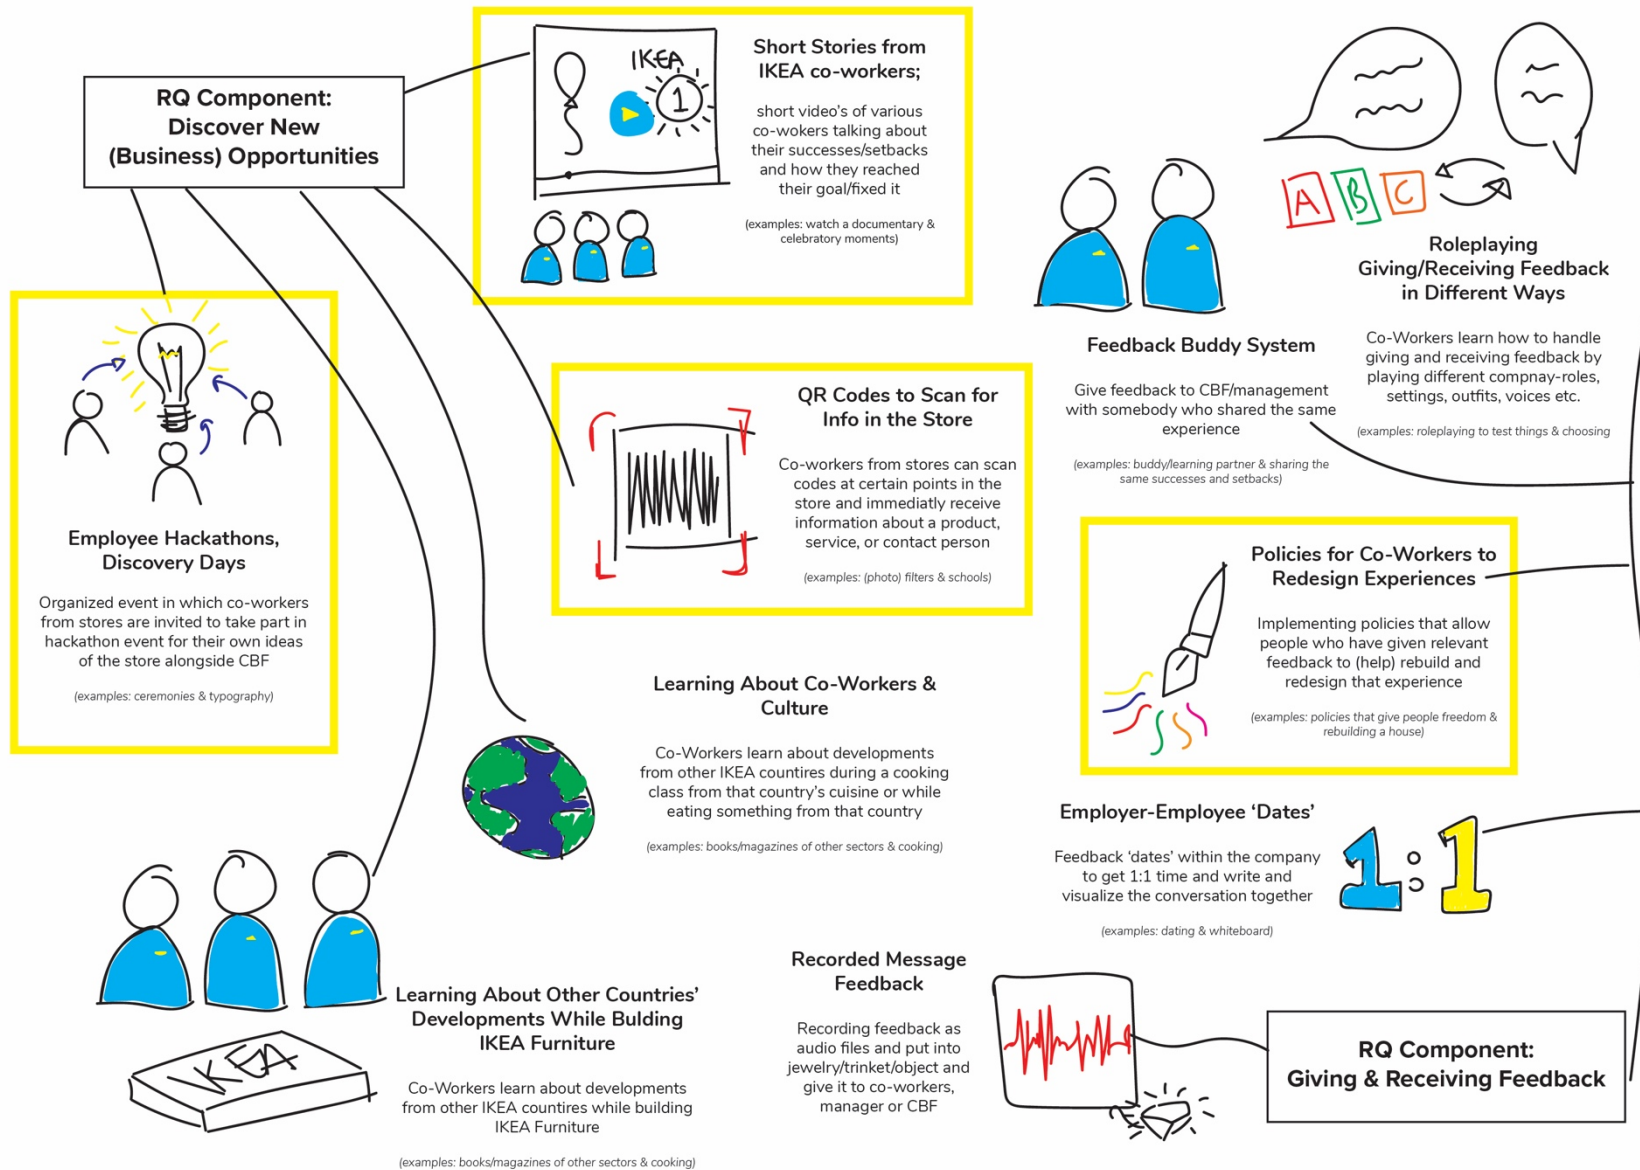 RQ Component:
Discover New
(Business) Opportunities
IKEA
1
Short Stories from
IKEA co-workers;
short video's of various
co-wokers talking about
their successes/setbacks
and how they reached
their goal/fixed it
(examples: watch a documentary &
celebratory moments)
A B C
Roleplaying
Giving/Receiving Feedback
in Different Ways
Co-Workers learn how to handle
giving and receiving feedback by
playing different compnay-roles,
settings, outfits, voices etc.
(examples: roleplaying to test things & choosing
Feedback Buddy System
Give feedback to CBF/management
with somebody who shared the same
experience
(examples: buddy/learning partner & sharing the
same successes and setbacks)
Employee Hackathons,
Discovery Days
Organized event in which co-workers
from stores are invited to take part in
hackathon event for their own ideas
of the store alongside CBF
(examples: ceremonies & typography)
QR Codes to Scan for
Info in the Store
Co-workers from stores can scan
codes at certain points in the
store and immediatly receive
information about a product,
service, or contact person
(examples: (photo) filters & schools)
Policies for Co-Workers to
Redesign Experiences
Implementing policies that allow
people who have given relevant
feedback to (help) rebuild and
redesign that experience
(examples: policies that give people freedom &
rebuilding a house)
Learning About Co-Workers &
Culture
Co-Workers learn about developments
from other IKEA countires during a cooking
class from that country's cuisine or while
eating something from that country
(examples: books/magazines of other sectors & cooking)
Employer-Employee ‘Dates’
Feedback ‘dates’ within the company
to get 1:1 time and write and
visualize the conversation together
(examples: dating & whiteboard)
1:1
Learning About Other Countries’
Developments While Bulding
IKEA Furniture
Co-Workers learn about developments
from other IKEA countires while building
IKEA Furniture
(examples: books/magazines of other sectors & cooking)
IKEA
Recorded Message
Feedback
Recording feedback as
audio files and put into
jewelry/trinket/object and
give it to co-workers,
manager or CBF
RQ Component:
Giving & Receiving Feedback